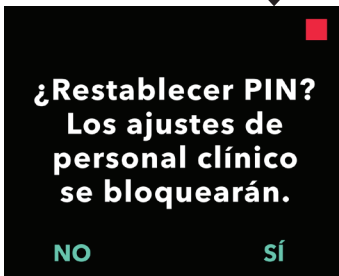 ¿Restablecer PIN?
Los ajustes de
personal clínico
se bloquearán.
NO SÍ